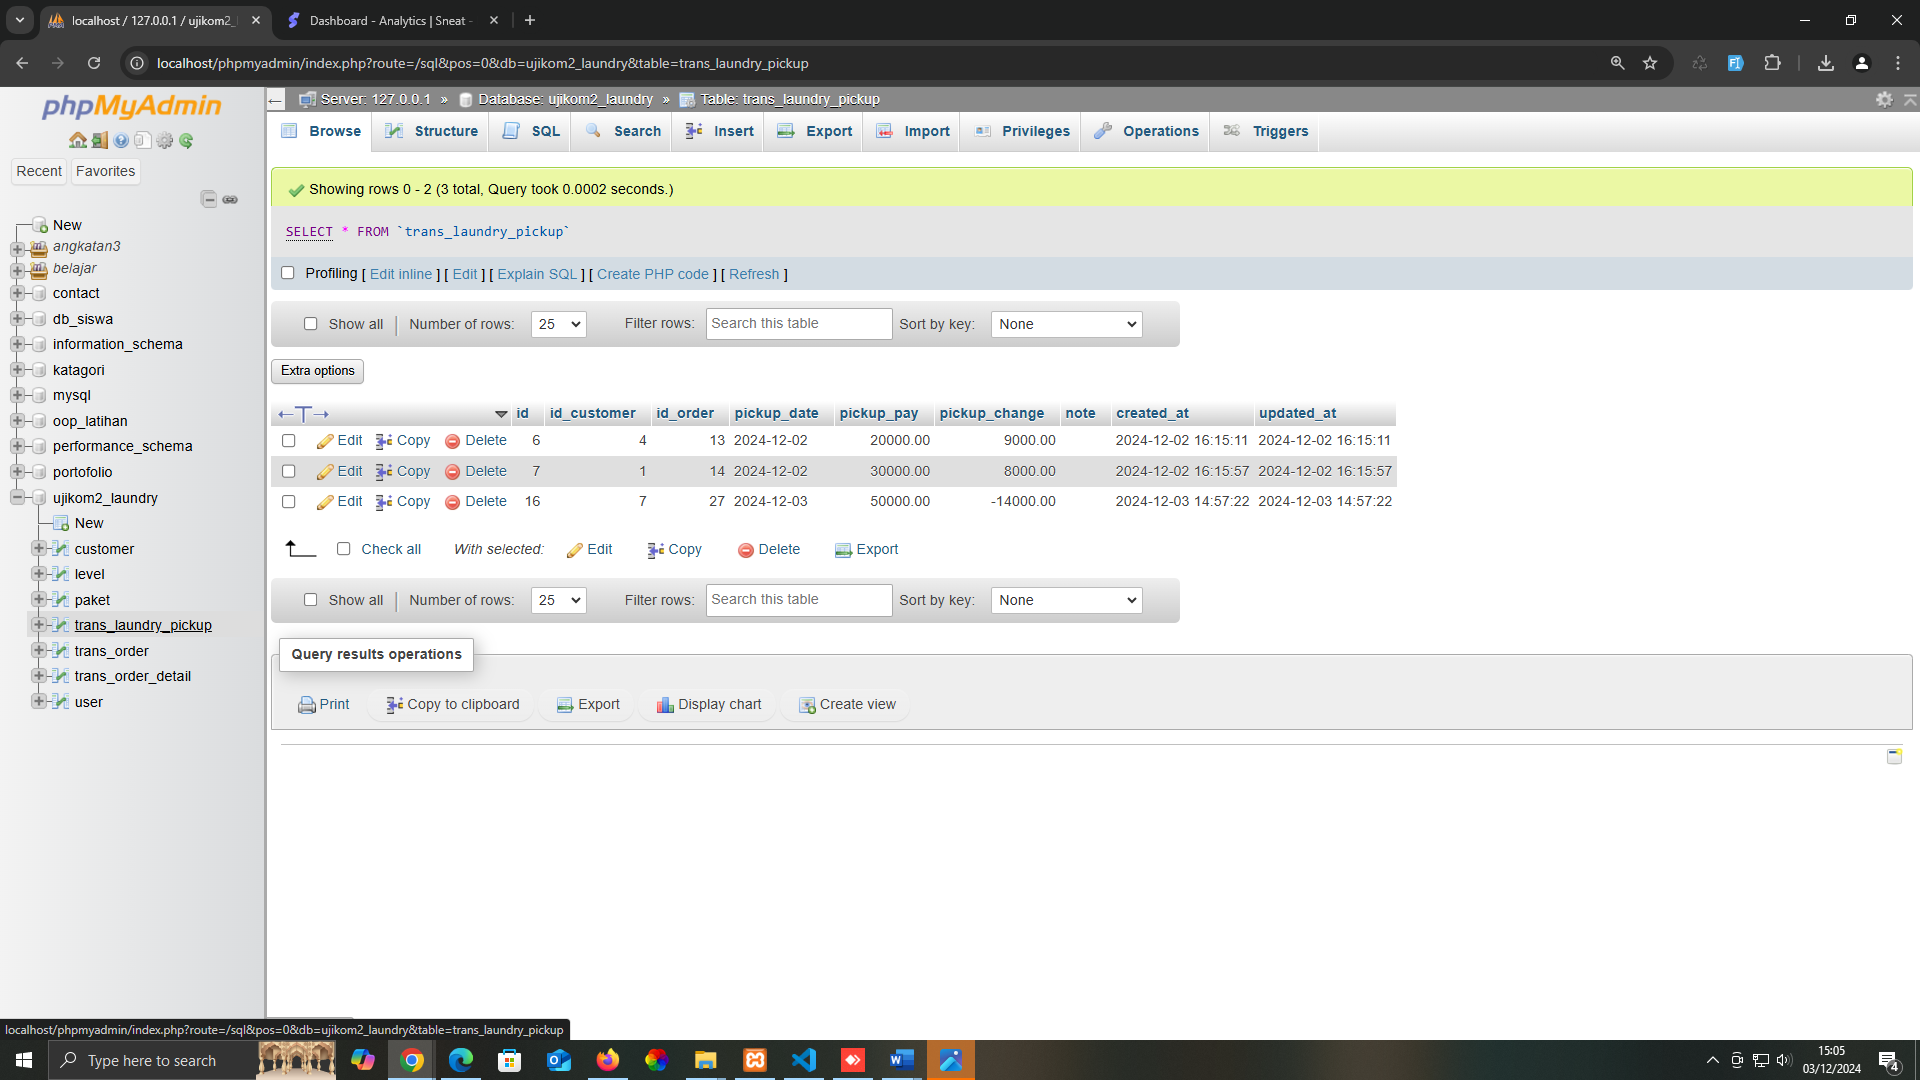 localhost / 127.0.0.1 / ujikom2_
Dashboard - Analytics | Sneat -
localhost/phpmyadmin/index.php?route=/sql&pos=0&db=ujikom2_laundry&table=trans_laundry_pickup
phpMyAdmin
Recent Favorites
New
angkatan3
belajar
contact
db_siswa
information_schema
katagori
mysql
oop_latihan
performance_schema
portofolio
ujikom2_laundry
New
customer
level
paket
trans_laundry_pickup
trans_order
trans_order_detail
user
Server: 127.0.0.1 » Database: ujikom2_laundry » Table: trans_laundry_pickup
Browse Structure SQL Search Insert Export Import Privileges Operations Triggers
Showing rows 0 - 2 (3 total, Query took 0.0002 seconds.)
SELECT * FROM `trans_laundry_pickup`
Profiling [ Edit inline ] [ Edit ] [ Explain SQL ] [ Create PHP code ] [ Refresh ]
Show all | Number of rows: 25 Filter rows: Search this table Sort by key: None
Extra options
←T→ id id_customer id_order pickup_date pickup_pay pickup_change note created_at updated_at
Edit Copy Delete 6 4 13 2024-12-02 20000.00 9000.00 2024-12-02 16:15:11 2024-12-02 16:15:11
Edit Copy Delete 7 1 14 2024-12-02 30000.00 8000.00 2024-12-02 16:15:57 2024-12-02 16:15:57
Edit Copy Delete 16 7 27 2024-12-03 50000.00 -14000.00 2024-12-03 14:57:22 2024-12-03 14:57:22
Check all With selected: Edit Copy Delete Export
Show all | Number of rows: 25 Filter rows: Search this table Sort by key: None
Query results operations
Print Copy to clipboard Export Display chart Create view
localhost/phpmyadmin/index.php?route=/sql&pos=0&db=ujikom2_laundry&table=trans_laundry_pickup
Type here to search
15:05
03/12/2024
4